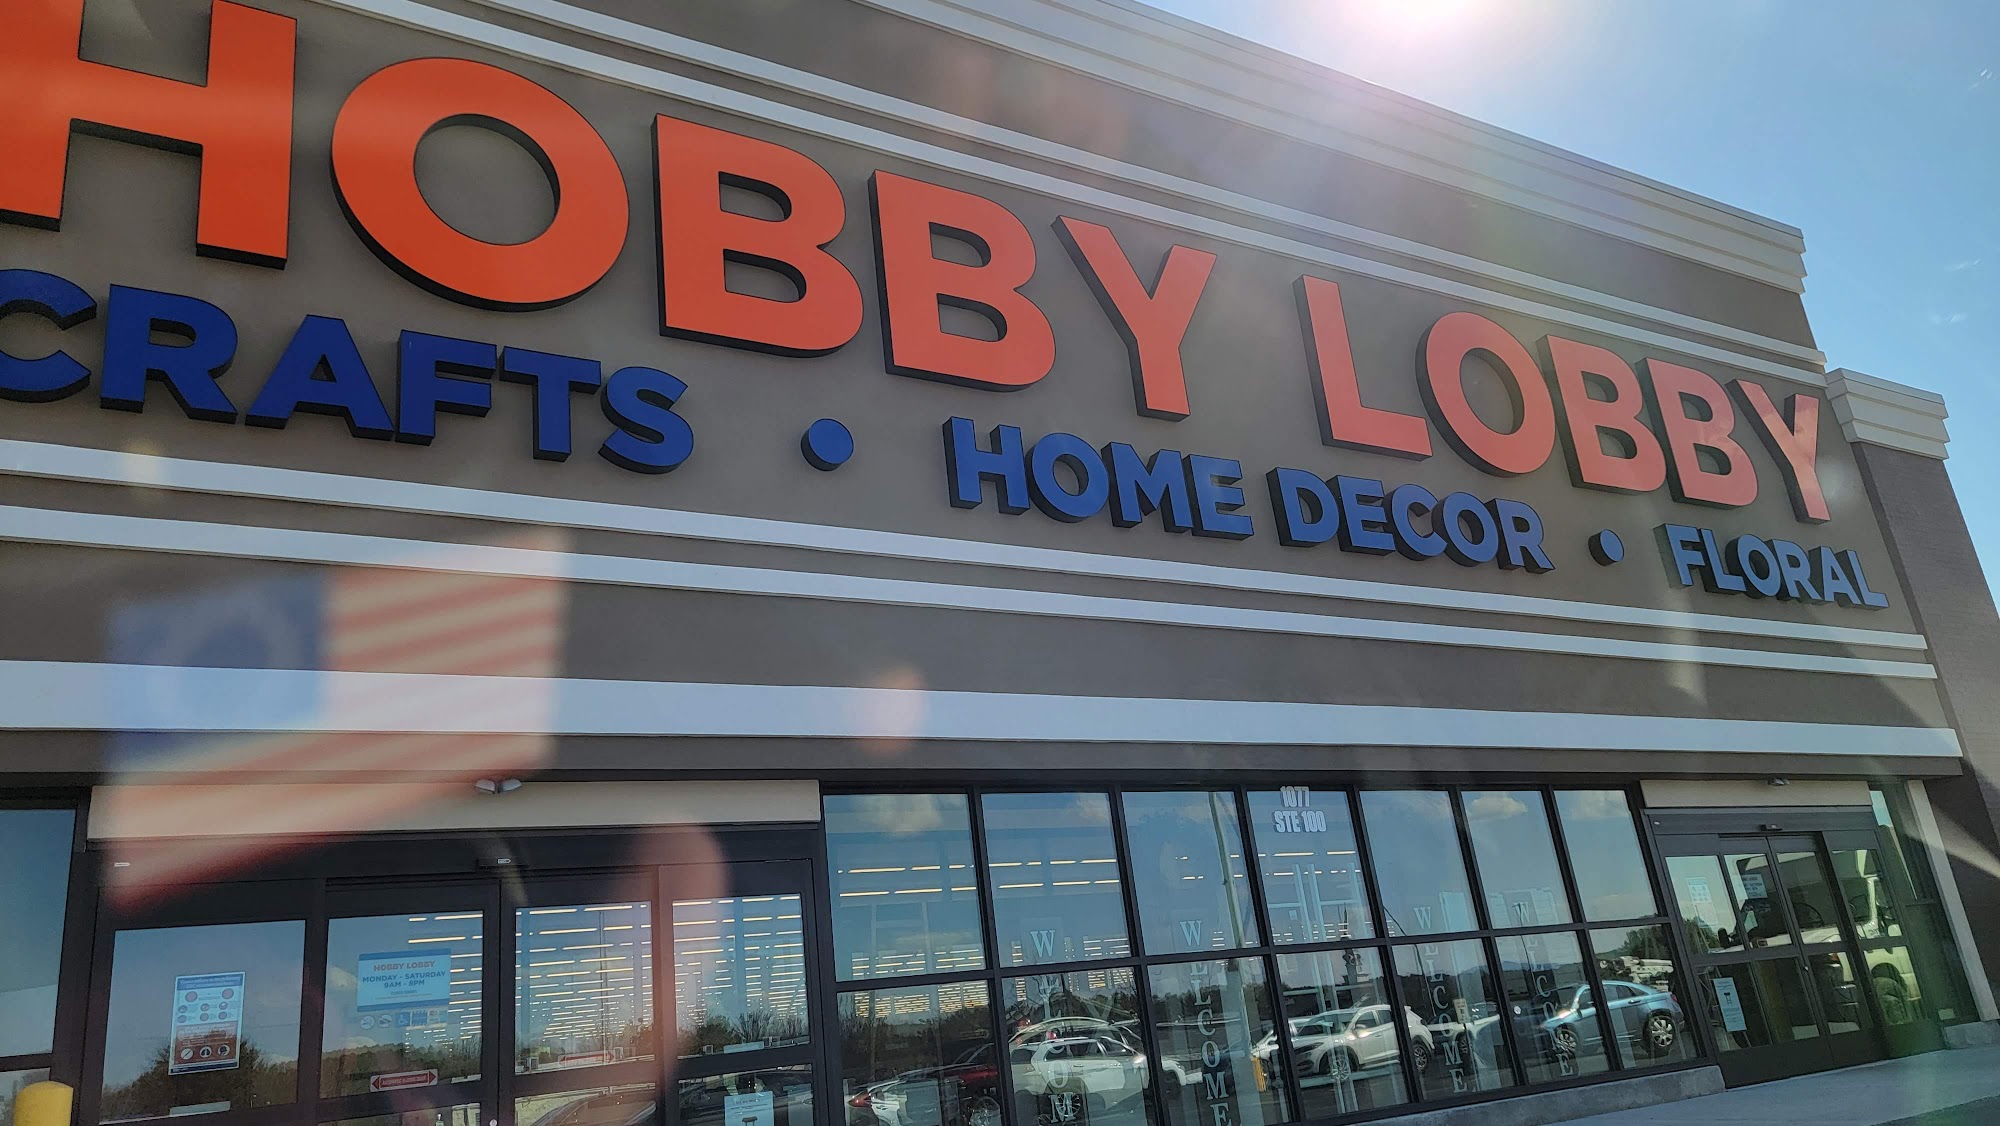 HOBBY LOBBY
CRAFTS • HOME DECOR • FLORAL
1077
STE 100
HOBBY LOBBY
MONDAY - SATURDAY
9AM - 8PM
WELCOME
WELCOME
WELCOME
WELCOME